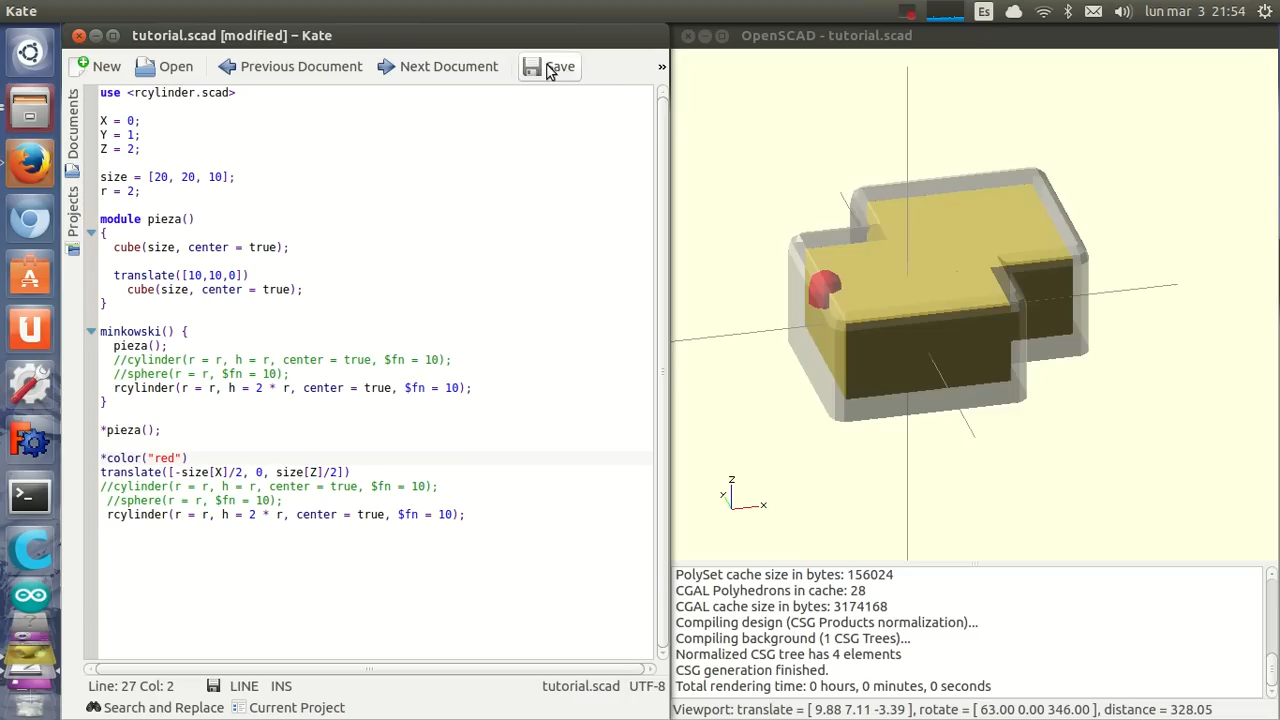 Kate
Es
lun mar 3 21:54
tutorial.scad [modified] – Kate
OpenSCAD - tutorial.scad
New
Open
Previous Document
Next Document
Save
»
Documents
Projects
use <rcylinder.scad>
X = 0;
Y = 1;
Z = 2;
size = [20, 20, 10];
r = 2;
module pieza()
{
cube(size, center = true);
translate([10,10,0])
cube(size, center = true);
}
minkowski() {
pieza();
//cylinder(r = r, h = r, center = true, $fn = 10);
//sphere(r = r, $fn = 10);
rcylinder(r = r, h = 2 * r, center = true, $fn = 10);
}
*pieza();
*color("red")
translate([-size[X]/2, 0, size[Z]/2])
//cylinder(r = r, h = r, center = true, $fn = 10);
//sphere(r = r, $fn = 10);
rcylinder(r = r, h = 2 * r, center = true, $fn = 10);
Z
Y
X
PolySet cache size in bytes: 156024
CGAL Polyhedrons in cache: 28
CGAL cache size in bytes: 3174168
Compiling design (CSG Products normalization)...
Compiling background (1 CSG Trees)...
Normalized CSG tree has 4 elements
CSG generation finished.
Total rendering time: 0 hours, 0 minutes, 0 seconds
Line: 27 Col: 2
LINE
INS
tutorial.scad
UTF-8
Search and Replace
Current Project
Viewport: translate = [ 9.88 7.11 -3.39 ], rotate = [ 63.00 0.00 346.00 ], distance = 328.05